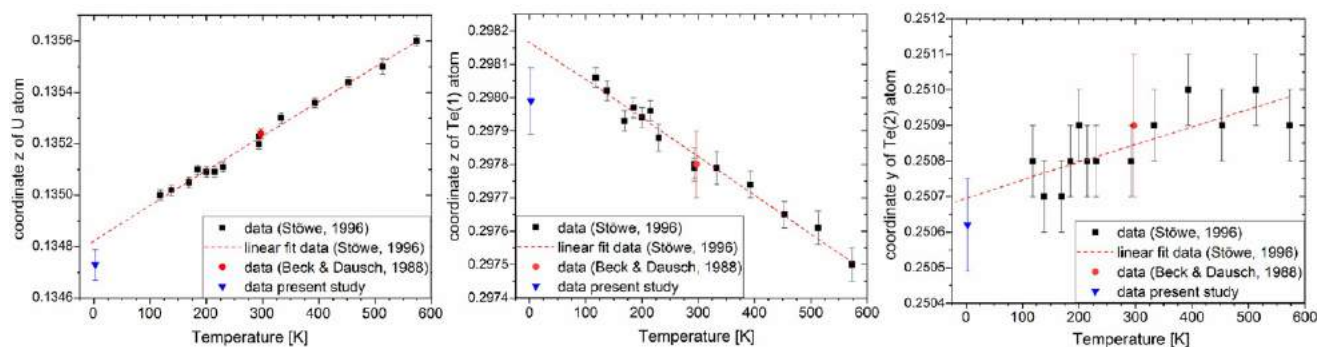 coordinate z of U atom
0.1356
0.1354
0.1352
0.1350
0.1348
0.1346
data (Stöwe, 1996)
linear fit data (Stöwe, 1996)
data (Beck & Dausch, 1988)
data present study
0 100 200 300 400 500 600
Temperature [K]
coordinate z of Te(1) atom
0.2982
0.2981
0.2980
0.2979
0.2978
0.2977
0.2976
0.2975
0.2974
data (Stöwe, 1996)
linear fit data (Stöwe, 1996)
data (Beck & Dausch, 1988)
data present study
0 100 200 300 400 500 600
Temperature [K]
coordinate y of Te(2) atom
0.2512
0.2511
0.2510
0.2509
0.2508
0.2507
0.2506
0.2505
0.2504
data (Stöwe, 1996)
linear fit data (Stöwe, 1996)
data (Beck & Dausch, 1988)
data present study
0 100 200 300 400 500 600
Temperature [K]